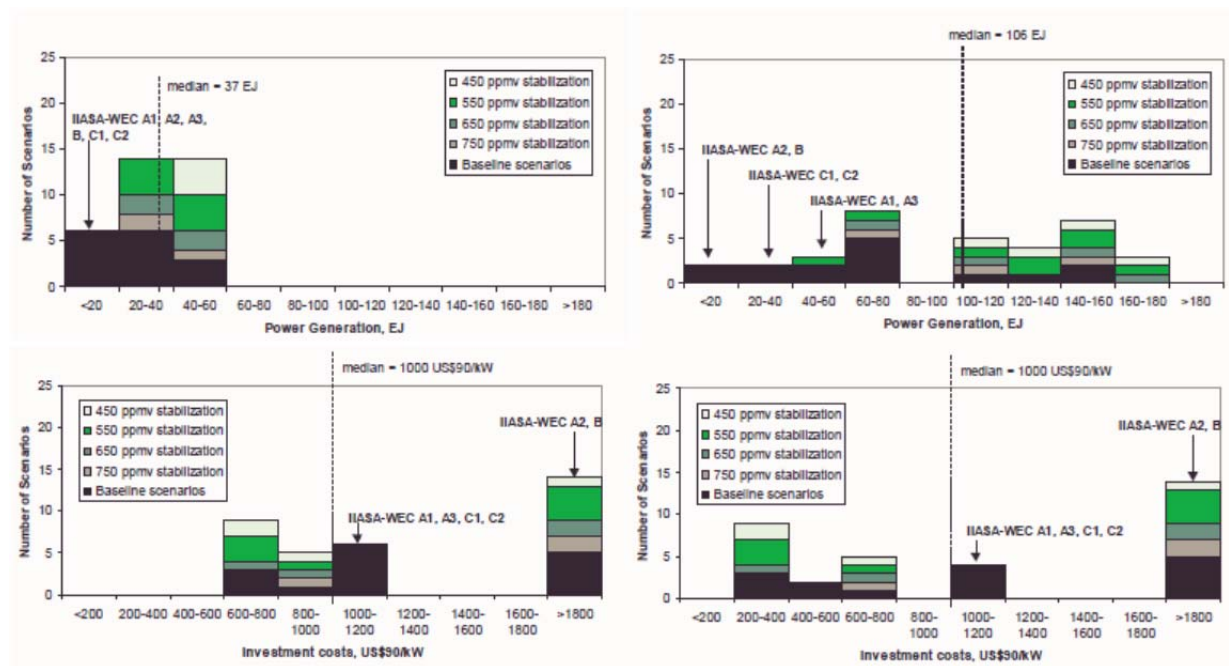 median = 37 EJ
IIASA-WEC A1, A2, A3,
B, C1, C2
450 ppmv stabilization
550 ppmv stabilization
650 ppmv stabilization
750 ppmv stabilization
Baseline scenarios
Number of Scenarios
25
20
15
10
5
0
<20 20-40 40-60 60-80 80-100 100-120 120-140 140-160 160-180 >180
Power Generation, EJ
median = 106 EJ
IIASA-WEC A2, B
IIASA-WEC C1, C2
IIASA-WEC A1, A3
450 ppmv stabilization
550 ppmv stabilization
650 ppmv stabilization
750 ppmv stabilization
Baseline scenarios
Number of Scenarios
25
20
15
10
5
0
<20 20-40 40-60 60-80 80-100 100-120 120-140 140-160 160-180 >180
Power Generation, EJ
median = 1000 US$90/kW
450 ppmv stabilization
550 ppmv stabilization
650 ppmv stabilization
750 ppmv stabilization
Baseline scenarios
IIASA-WEC A2, B
IIASA-WEC A1, A3, C1, C2
Number of Scenarios
25
20
15
10
5
0
<200 200-400 400-600 600-800 800- 1000- 1200- 1400- 1600- >1800
1000 1200 1400 1600 1800
Investment costs, US$90/kW
median = 1000 US$90/kW
450 ppmv stabilization
550 ppmv stabilization
650 ppmv stabilization
750 ppmv stabilization
Baseline scenarios
IIASA-WEC A2, B
IIASA-WEC A1, A3, C1, C2
Number of Scenarios
25
20
15
10
5
0
<200 200-400 400-600 600-800 800- 1000- 1200- 1400- 1600- >1800
1000 1200 1400 1600 1800
Investment costs, US$90/kW